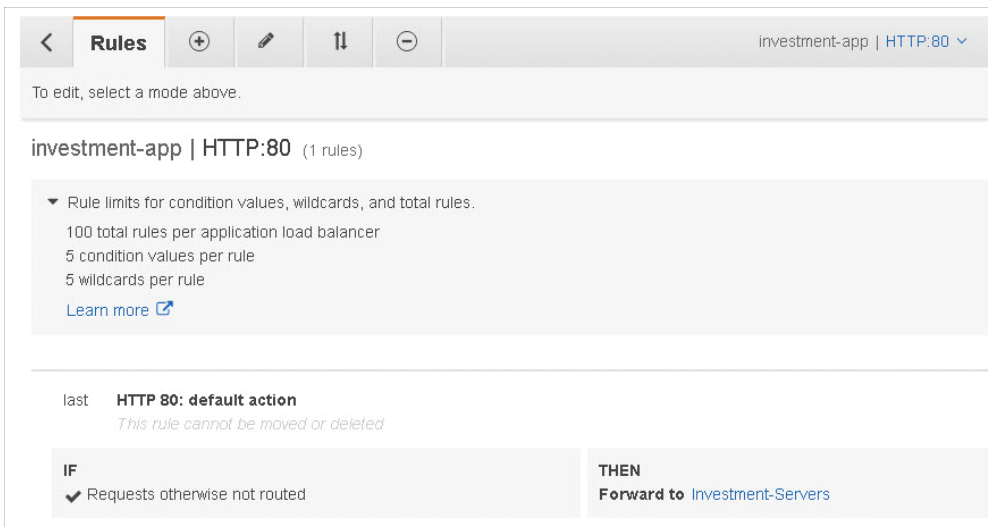 Rules
investment-app | HTTP:80
To edit, select a mode above.
investment-app | HTTP:80 (1 rules)
Rule limits for condition values, wildcards, and total rules.
100 total rules per application load balancer
5 condition values per rule
5 wildcards per rule
Learn more
last HTTP 80: default action
This rule cannot be moved or deleted
IF
Requests otherwise not routed
THEN
Forward to Investment-Servers